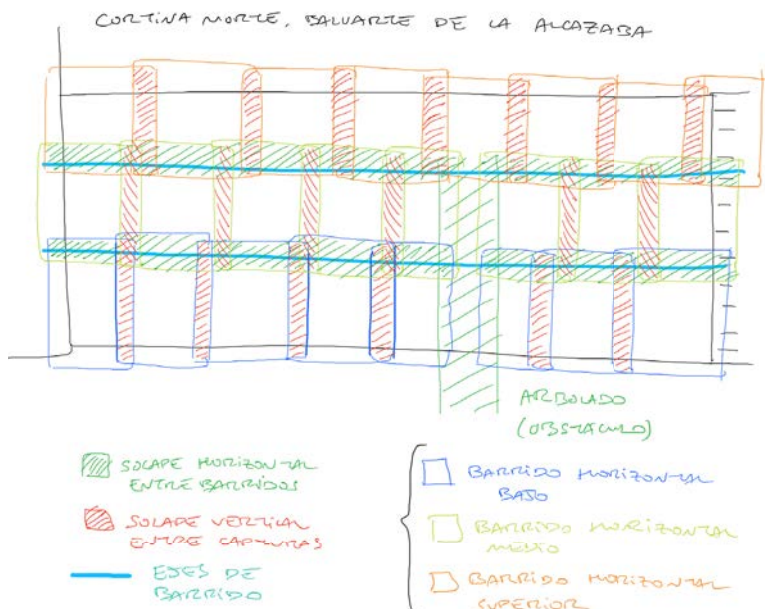 CORTINA NORTE, BALUARTE DE LA ALCAZABA
ARBOLADO
(OBSTÁCULO)
SOLAPE HORIZONTAL
ENTRE BARRIDOS
SOLAPE VERTICAL
ENTRE CAPTURAS
EJES DE
BARRIDO
BARRIDO HORIZONTAL
BAJO
BARRIDO HORIZONTAL
MEDIO
BARRIDO HORIZONTAL
SUPERIOR